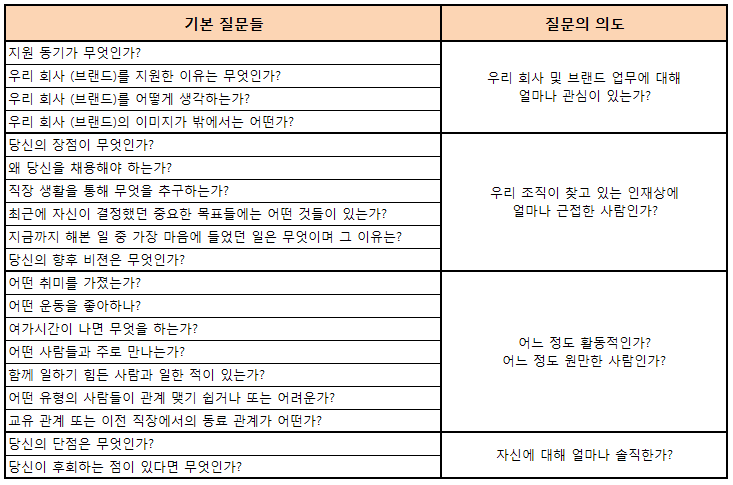 기본 질문들
질문의 의도
지원 동기가 무엇인가?
우리 회사 (브랜드)를 지원한 이유는 무엇인가?
우리 회사 (브랜드)를 어떻게 생각하는가?
우리 회사 (브랜드)의 이미지가 밖에서는 어떤가?
우리 회사 및 브랜드 업무에 대해
얼마나 관심이 있는가?
당신의 장점이 무엇인가?
왜 당신을 채용해야 하는가?
직장 생활을 통해 무엇을 추구하는가?
최근에 자신이 결정했던 중요한 목표들에는 어떤 것들이 있는가?
지금까지 해본 일 중 가장 마음에 들었던 일은 무엇이며 그 이유는?
당신의 향후 비젼은 무엇인가?
우리 조직이 찾고 있는 인재상에
얼마나 근접한 사람인가?
어떤 취미를 가졌는가?
어떤 운동을 좋아하나?
여가시간이 나면 무엇을 하는가?
어떤 사람들과 주로 만나는가?
함께 일하기 힘든 사람과 일한 적이 있는가?
어떤 유형의 사람들이 관계 맺기 쉽거나 또는 어려운가?
교유 관계 또는 이전 직장에서의 동료 관계가 어떤가?
어느 정도 활동적인가?
어느 정도 원만한 사람인가?
당신의 단점은 무엇인가?
당신이 후회하는 점이 있다면 무엇인가?
자신에 대해 얼마나 솔직한가?